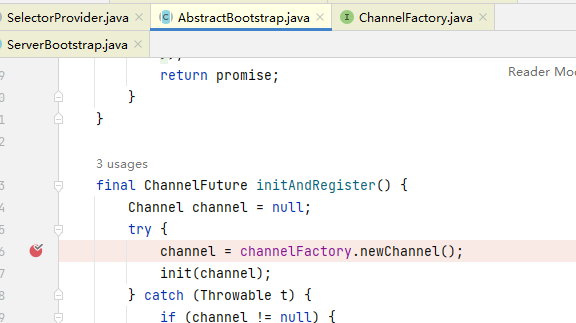 SelectorProvider.java AbstractBootstrap.java ChannelFactory.java
ServerBootstrap.java
9 return promise; Reader Mod
0 }
1 }
2
3 usages
3 final ChannelFuture initAndRegister() {
4 Channel channel = null;
5 try {
6 channel = channelFactory.newChannel();
7 init(channel);
8 } catch (Throwable t) {
9 if (channel != null) {